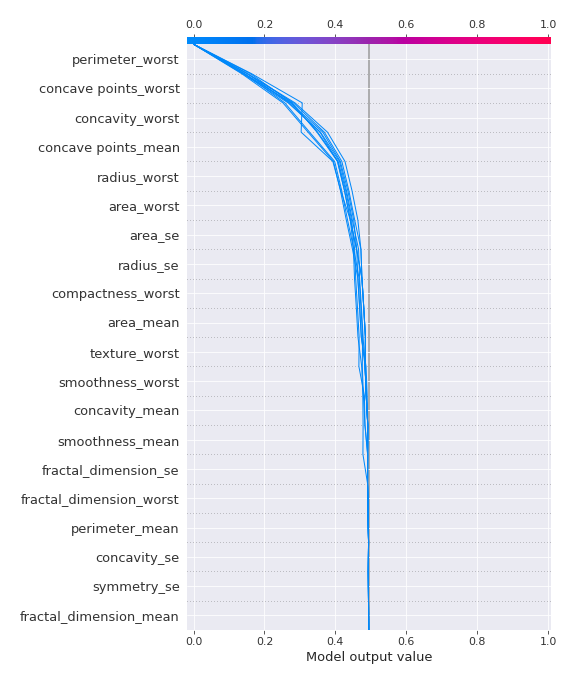 0.0 0.2 0.4 0.6 0.8 1.0
perimeter_worst
concave points_worst
concavity_worst
concave points_mean
radius_worst
area_worst
area_se
radius_se
compactness_worst
area_mean
texture_worst
smoothness_worst
concavity_mean
smoothness_mean
fractal_dimension_se
fractal_dimension_worst
perimeter_mean
concavity_se
symmetry_se
fractal_dimension_mean
0.0 0.2 0.4 0.6 0.8 1.0
Model output value